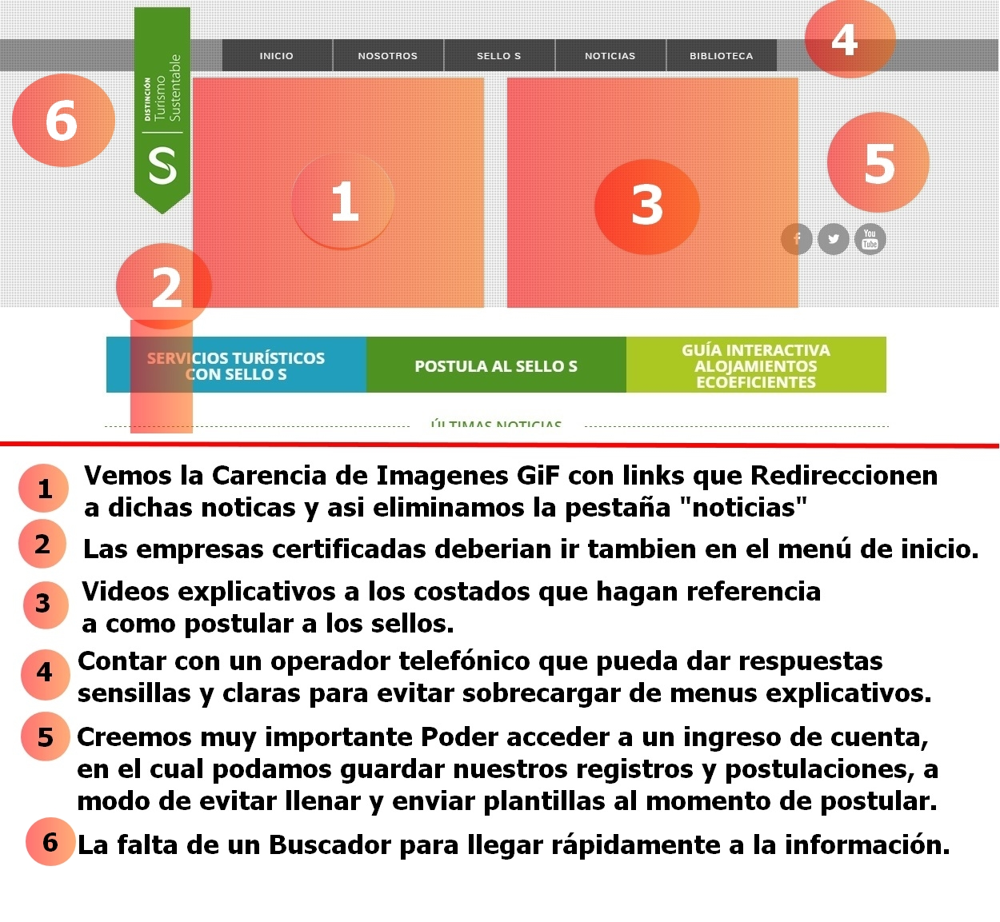 4
INICIO
NOSOTROS
SELLO S
NOTICIAS
BIBLIOTECA
DISTINCIÓN
Turismo
Sustentable
S
6
1
3
5
f
You
Tube
2
SERVICIOS TURÍSTICOS
CON SELLO S
POSTULA AL SELLO S
GUÍA INTERACTIVA
ALOJAMIENTOS
ECOEFICIENTES
ÚLTIMAS NOTICIAS
1 Vemos la Carencia de Imagenes GiF con links que Redireccionen
a dichas noticas y asi eliminamos la pestaña "noticias"
2 Las empresas certificadas deberian ir tambien en el menú de inicio.
3 Videos explicativos a los costados que hagan referencia
a como postular a los sellos.
4 Contar con un operador telefónico que pueda dar respuestas
sensillas y claras para evitar sobrecargar de menus explicativos.
5 Creemos muy importante Poder acceder a un ingreso de cuenta,
en el cual podamos guardar nuestros registros y postulaciones, a
modo de evitar llenar y enviar plantillas al momento de postular.
6 La falta de un Buscador para llegar rápidamente a la información.